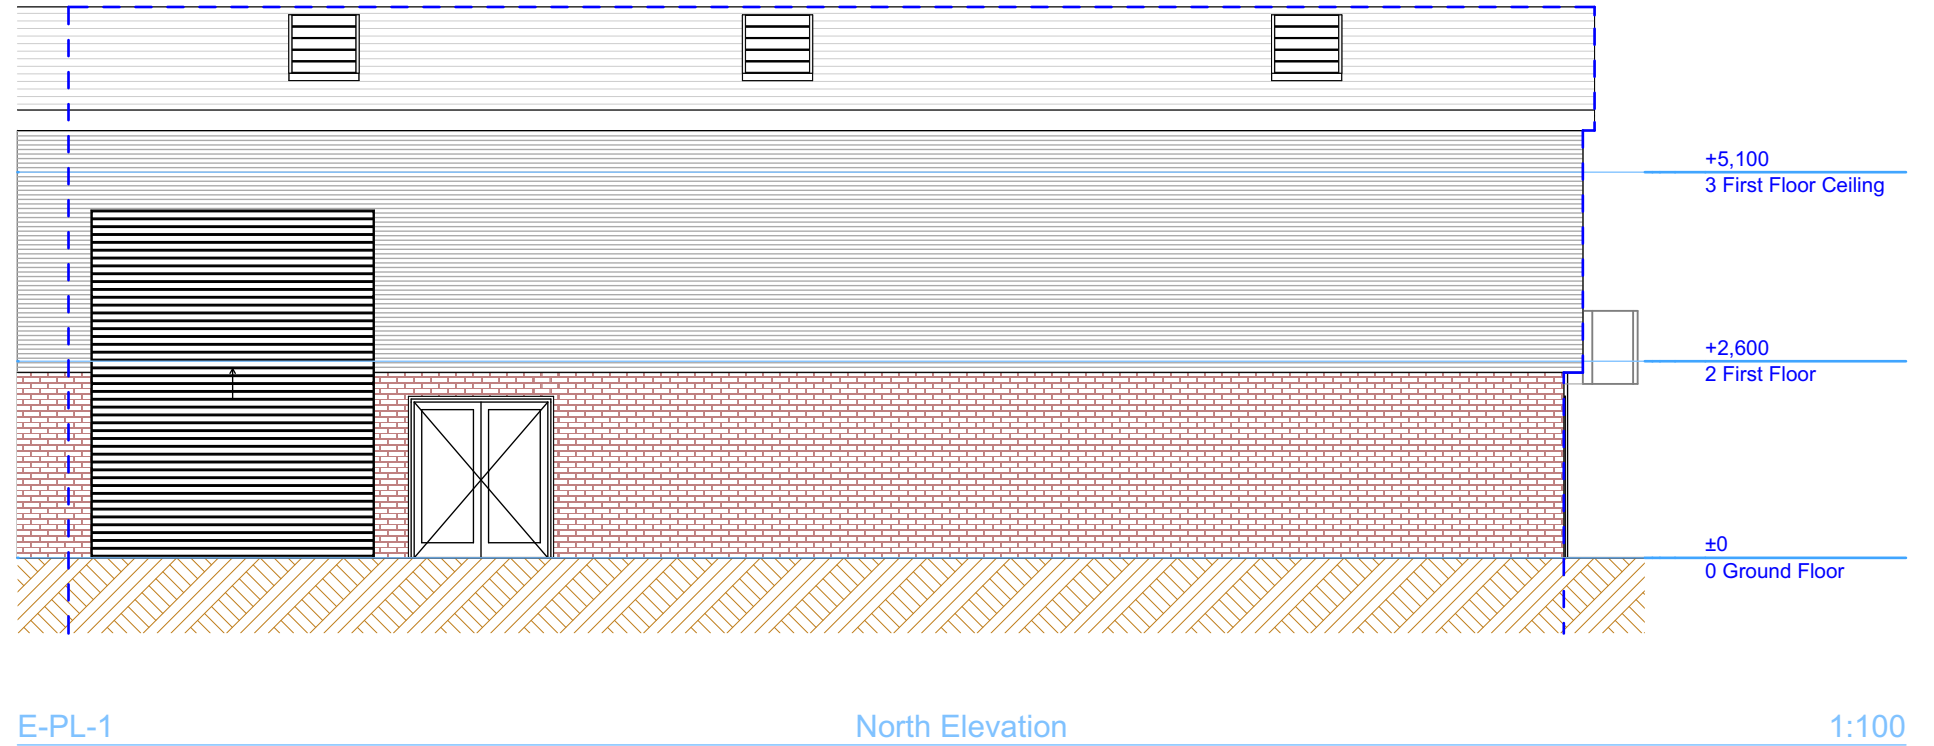 +5,100
3 First Floor Ceiling
+2,600
2 First Floor
±0
0 Ground Floor
E-PL-1 North Elevation 1:100